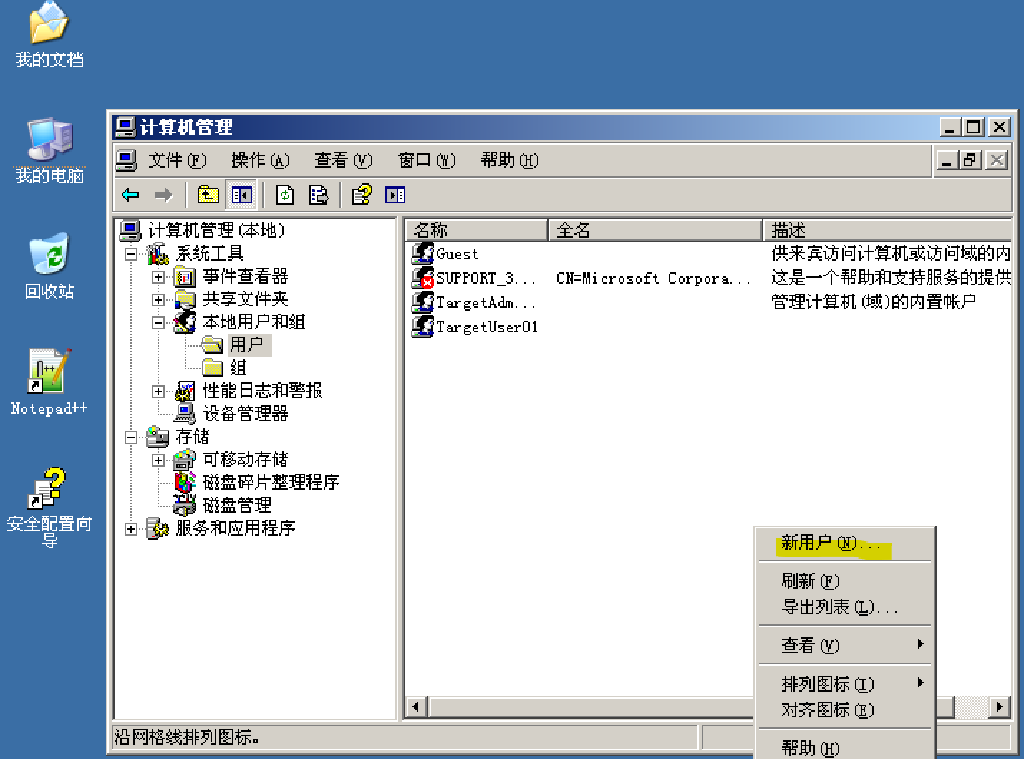 我的文档
我的电脑
回收站
Notepad++
安全配置向
导
计算机管理
文件(F) 操作(A) 查看(V) 窗口(W) 帮助(H)
计算机管理(本地)
系统工具
事件查看器
共享文件夹
本地用户和组
用户
组
性能日志和警报
设备管理器
存储
可移动存储
磁盘碎片整理程序
磁盘管理
服务和应用程序
名称 全名 描述
Guest 供来宾访问计算机或访问域的内
SUPPORT_3... CN=Microsoft Corpora... 这是一个帮助和支持服务的提供
TargetAdm... 管理计算机(域)的内置帐户
TargetUser01
新用户(N)...
刷新(F)
导出列表(L)...
查看(V)
排列图标(I)
对齐图标(E)
帮助(H)
沿网格线排列图标。